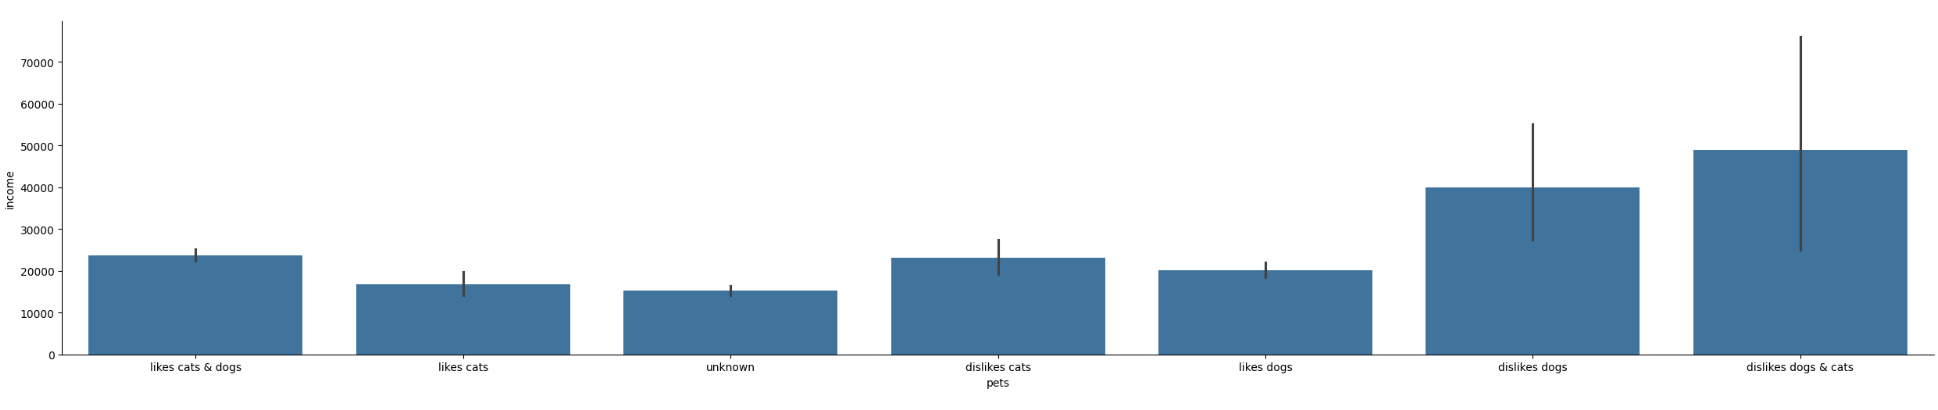 70000
60000
50000
40000
30000
20000
10000
0
income
likes cats & dogs
likes cats
unknown
dislikes cats
likes dogs
dislikes dogs
dislikes dogs & cats
pets